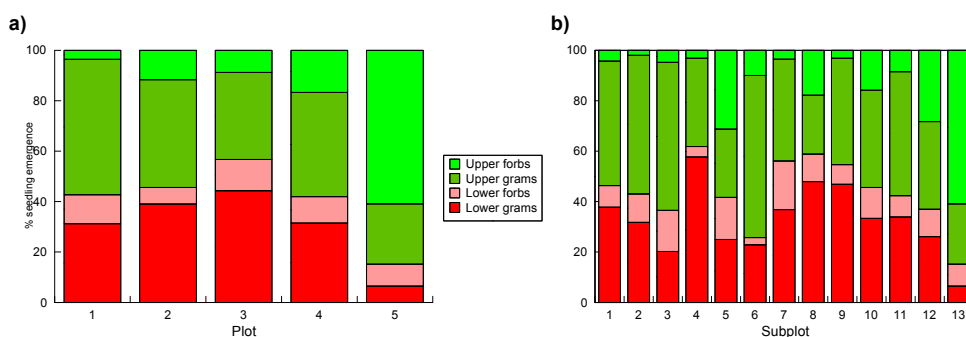 a)
100
80
60
40
20
0
% seedling emergence
1 2 3 4 5
Plot
Upper forbs
Upper grams
Lower forbs
Lower grams
b)
100
80
60
40
20
0
1 2 3 4 5 6 7 8 9 10 11 12 13
Subplot